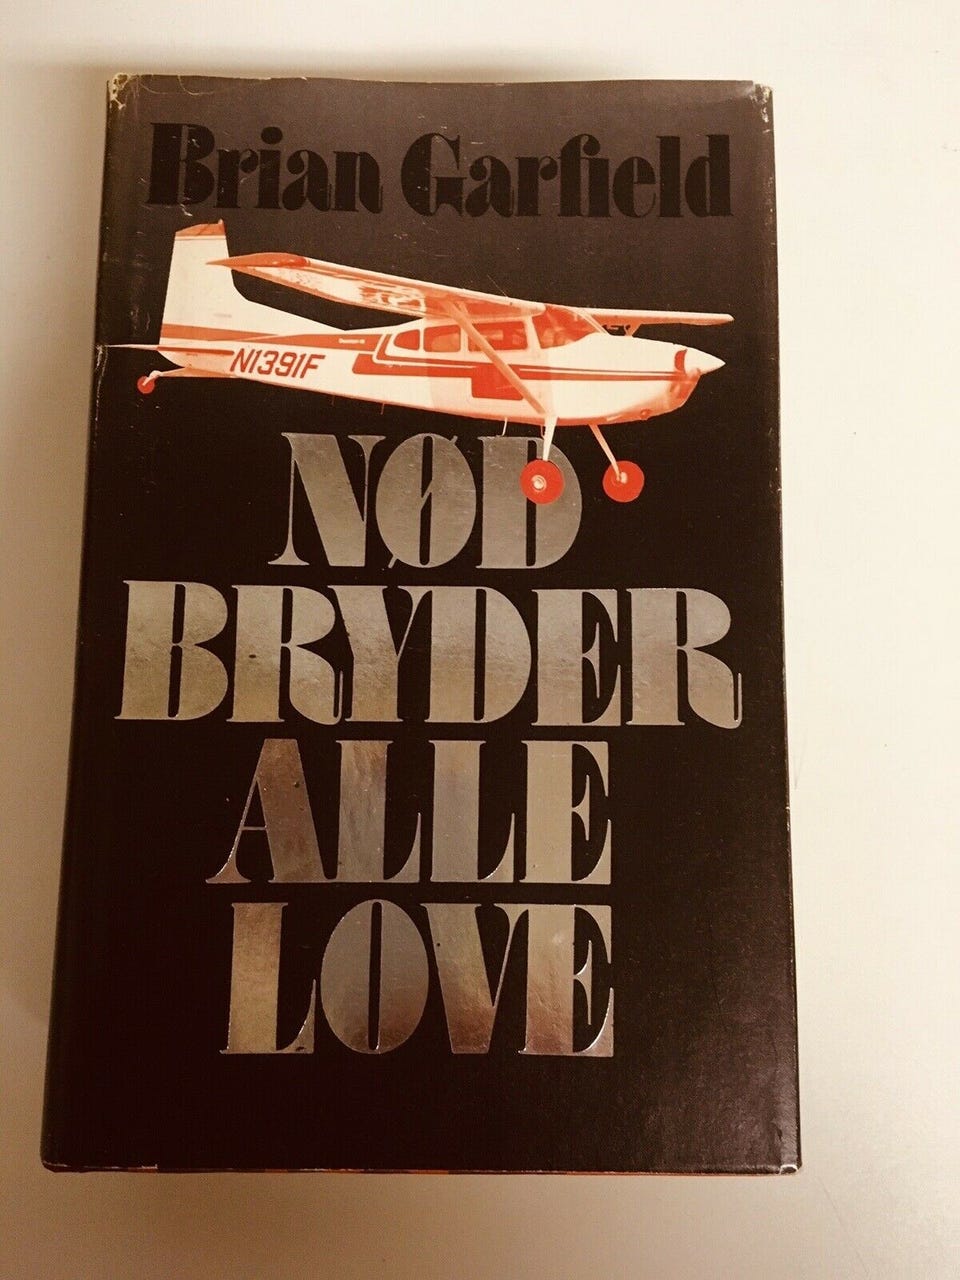 Brian Garfield
N1391F
NØD
BRYDER
ALLE
LOVE